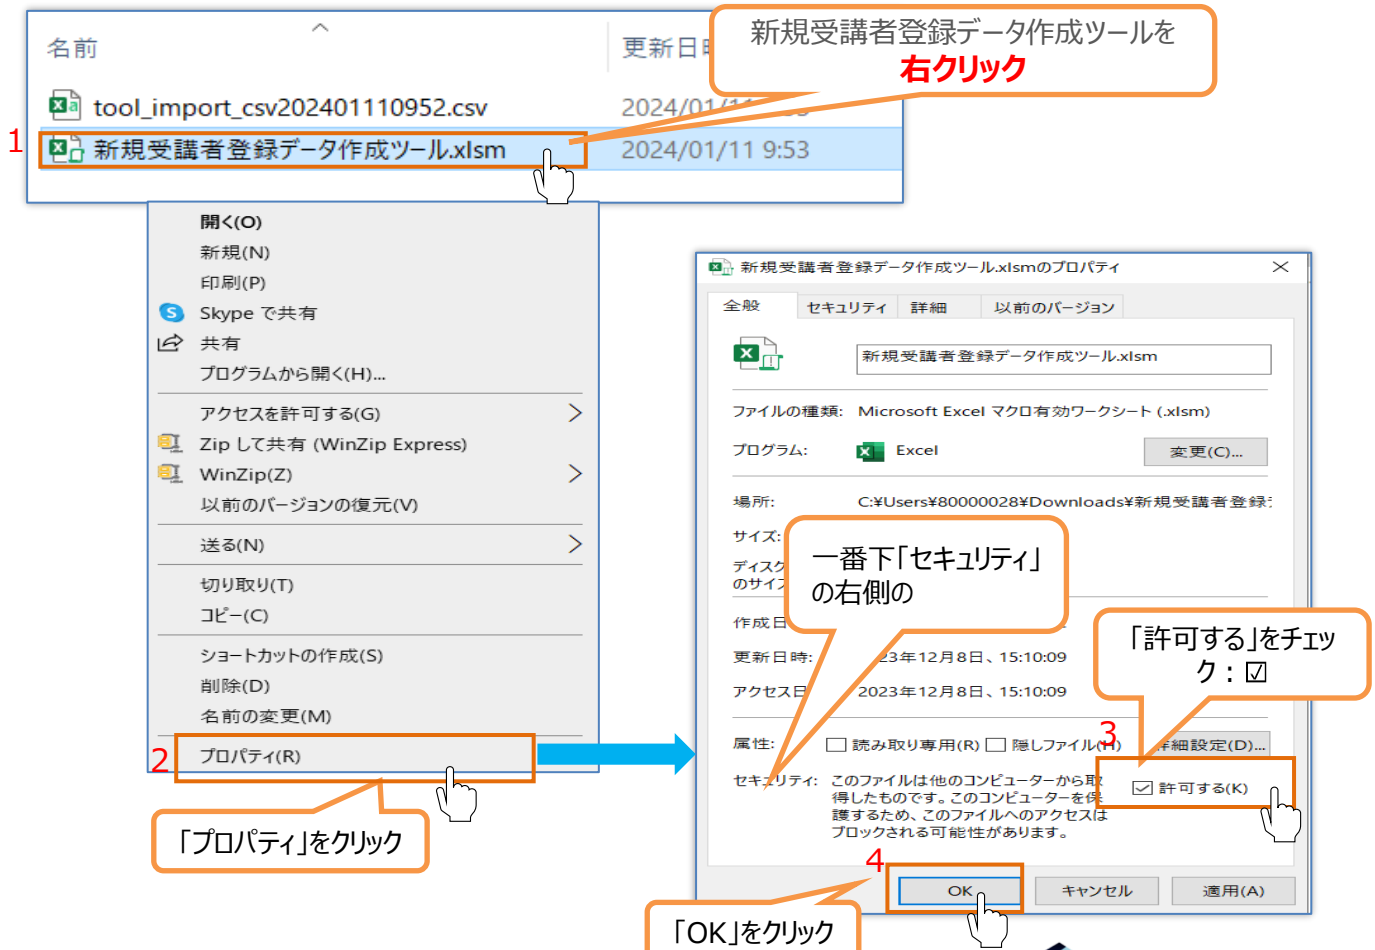 名前
更新日
新規受講者登録データ作成ツールを
右クリック
tool_import_csv202401110952.csv
1
新規受講者登録データ作成ツール.xlsm
2024/01/11 9:53
開く(O)
新規(N)
印刷(P)
Skype で共有
共有
プログラムから開く(H)...
アクセスを許可する(G)
Zip して共有 (WinZip Express)
WinZip(Z)
以前のバージョンの復元(V)
送る(N)
切り取り(T)
コピー(C)
ショートカットの作成(S)
削除(D)
名前の変更(M)
2
プロパティ(R)
「プロパティ」をクリック
新規受講者登録データ作成ツール.xlsmのプロパティ
全般 セキュリティ 詳細 以前のバージョン
新規受講者登録データ作成ツール.xlsm
ファイルの種類: Microsoft Excel マクロ有効ワークシート (.xlsm)
プログラム: Excel 変更(C)...
場所: C:¥Users¥80000028¥Downloads¥新規受講者登録
サイズ:
ディスク
のサイズ
一番下「セキュリティ」
の右側の
作成日
更新日時: 23年12月8日、15:10:09
アクセス日 2023年12月8日、15:10:09
「許可する」をチェッ
ク：☑
3
属性: 読み取り専用(R) 隠しファイル(H) 詳細設定(D)...
セキュリティ: このファイルは他のコンピューターから取
得したものです。このコンピューターを保
護するため、このファイルへのアクセスは
ブロックされる可能性があります。
許可する(K)
4
OK キャンセル 適用(A)
「OK」をクリック